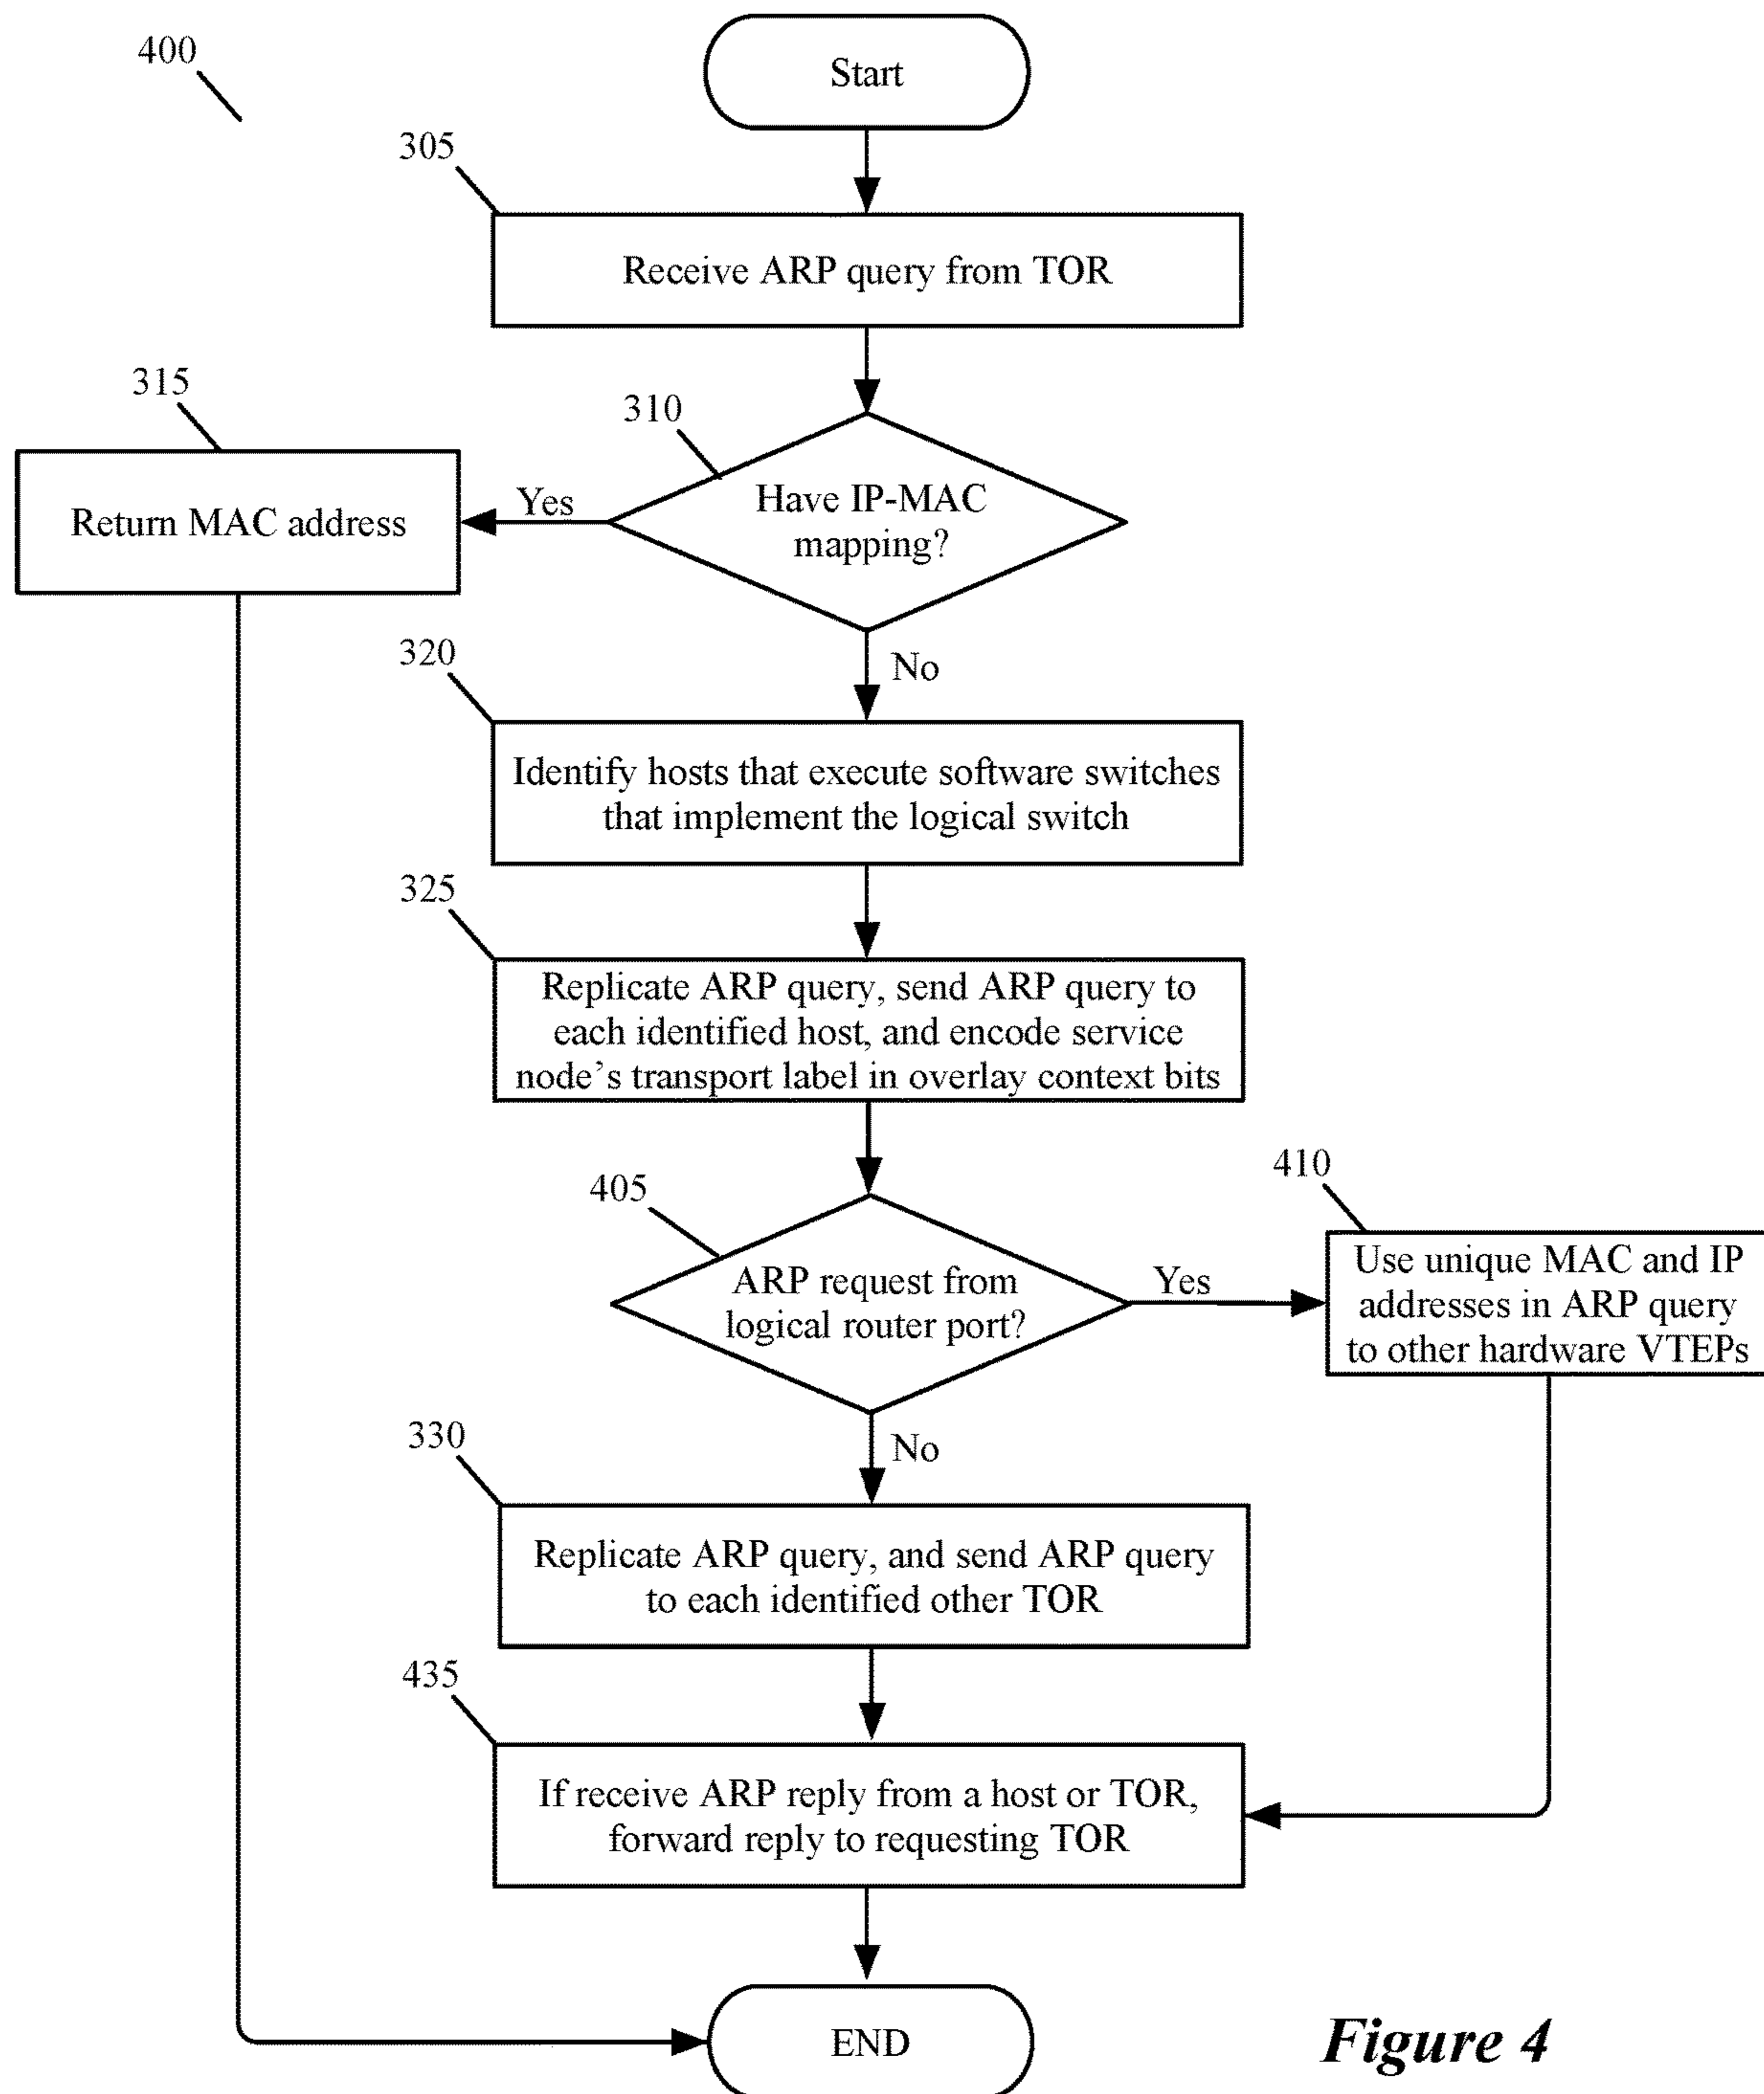 400
Start
305
Receive ARP query from TOR
315
310
Return MAC address
Yes
Have IP-MAC
mapping?
320
No
Identify hosts that execute software switches
that implement the logical switch
325
Replicate ARP query, send ARP query to
each identified host, and encode service
node's transport label in overlay context bits
405
410
ARP request from
logical router port?
Yes
Use unique MAC and IP
addresses in ARP query
to other hardware VTEPs
330
No
Replicate ARP query, and send ARP query
to each identified other TOR
435
If receive ARP reply from a host or TOR,
forward reply to requesting TOR
END
Figure 4